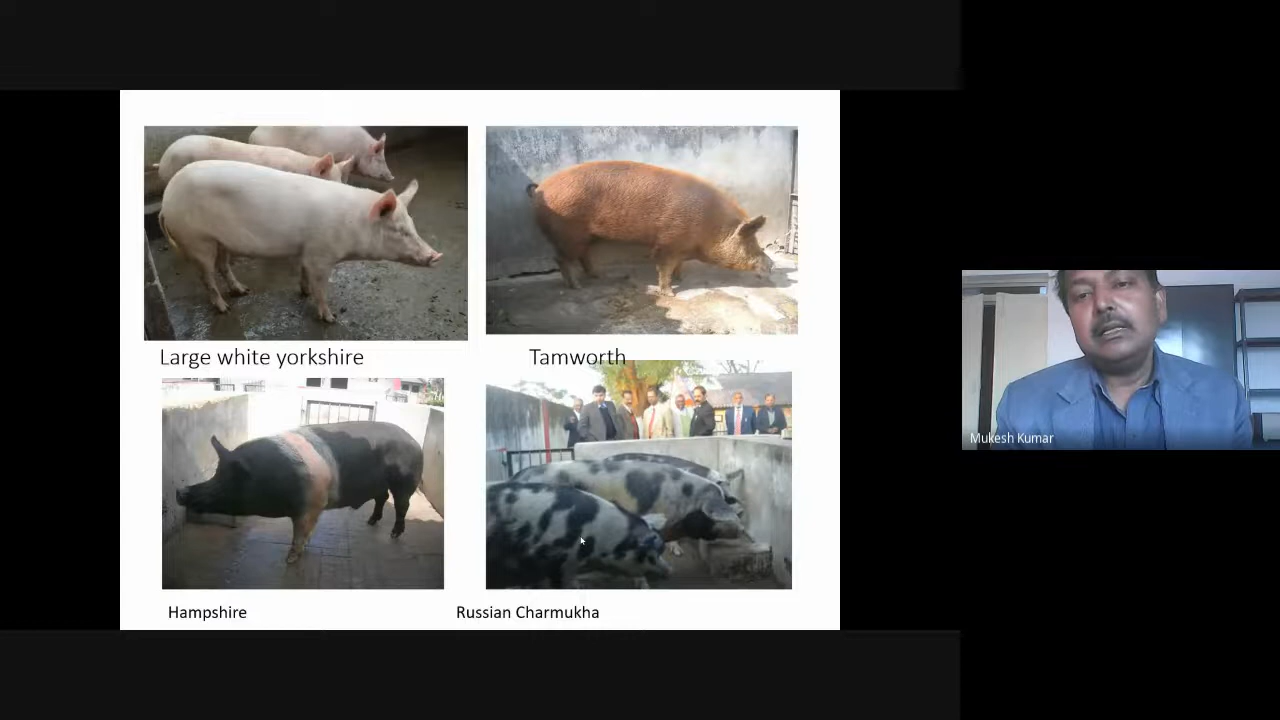 Large white yorkshire
Tamworth
Hampshire
Russian Charmukha
Mukesh Kumar